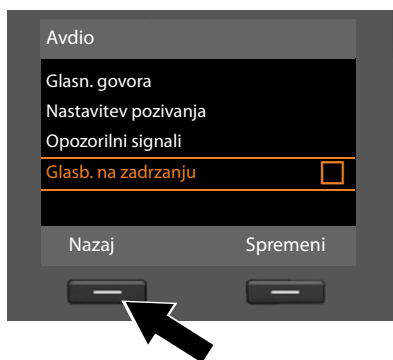 Avdio
Glasn. govora
Nastavitev pozivanja
Opozorilni signali
Glasb. na zadrzanju
Nazaj Spremeni